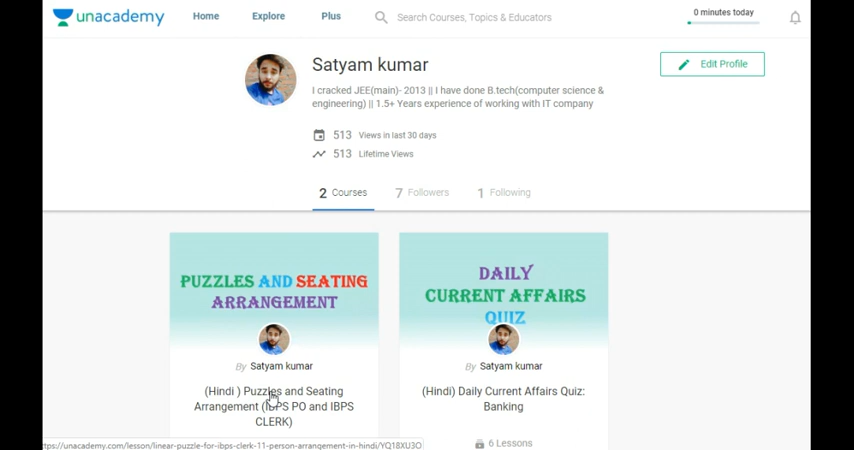 unacademy
Home
Explore
Plus
Search Courses, Topics & Educators
0 minutes today
Satyam kumar
Edit Profile
I cracked JEE(main)- 2013 || I have done B.tech(computer science &
engineering) || 1.5+ Years experience of working with IT company
513 Views in last 30 days
513 Lifetime Views
2 Courses
7 Followers
1 Following
PUZZLES AND SEATING
ARRANGEMENT
By Satyam kumar
(Hindi ) Puzzles and Seating
Arrangement (IBPS PO and IBPS
CLERK)
DAILY
CURRENT AFFAIRS
QUIZ
By Satyam kumar
(Hindi) Daily Current Affairs Quiz:
Banking
6 Lessons
ttps://unacademy.com/lesson/linear-puzzle-for-ibps-clerk-11-person-arrangement-in-hindi/YQ18XU3O